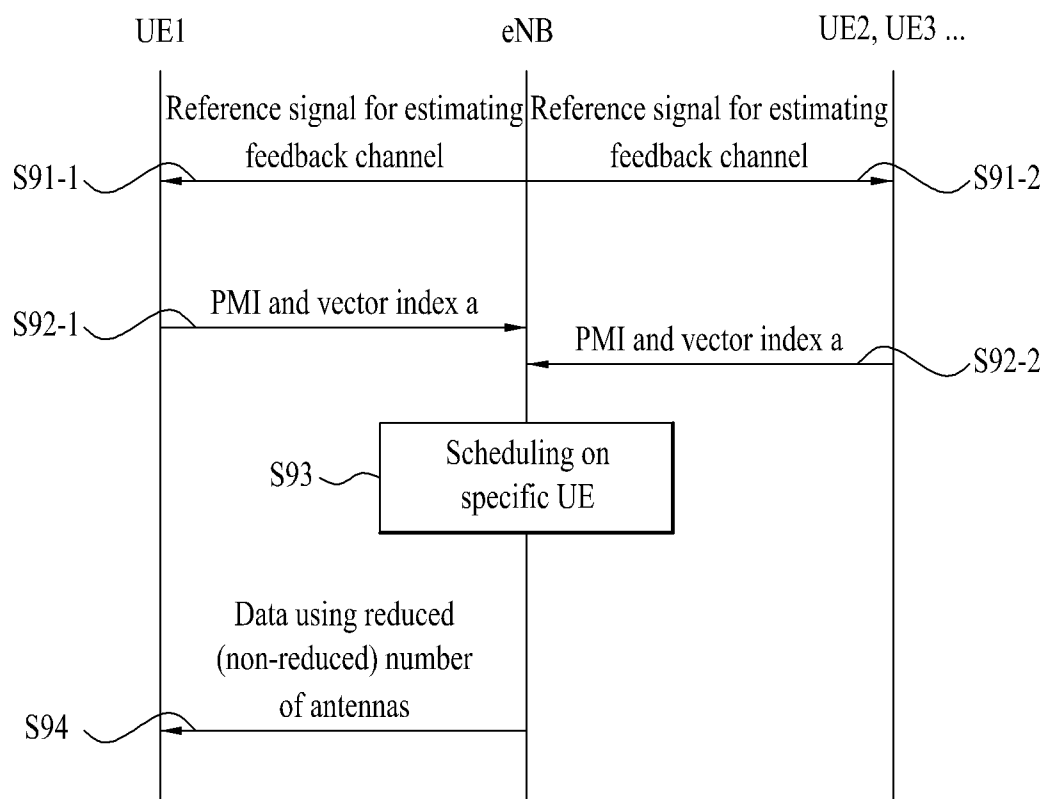 UE1
eNB
UE2, UE3 ...
Reference signal for estimating
feedback channel
Reference signal for estimating
feedback channel
S91-1
S91-2
PMI and vector index a
S92-1
PMI and vector index a
S92-2
Scheduling on
specific UE
S93
Data using reduced
(non-reduced) number
of antennas
S94